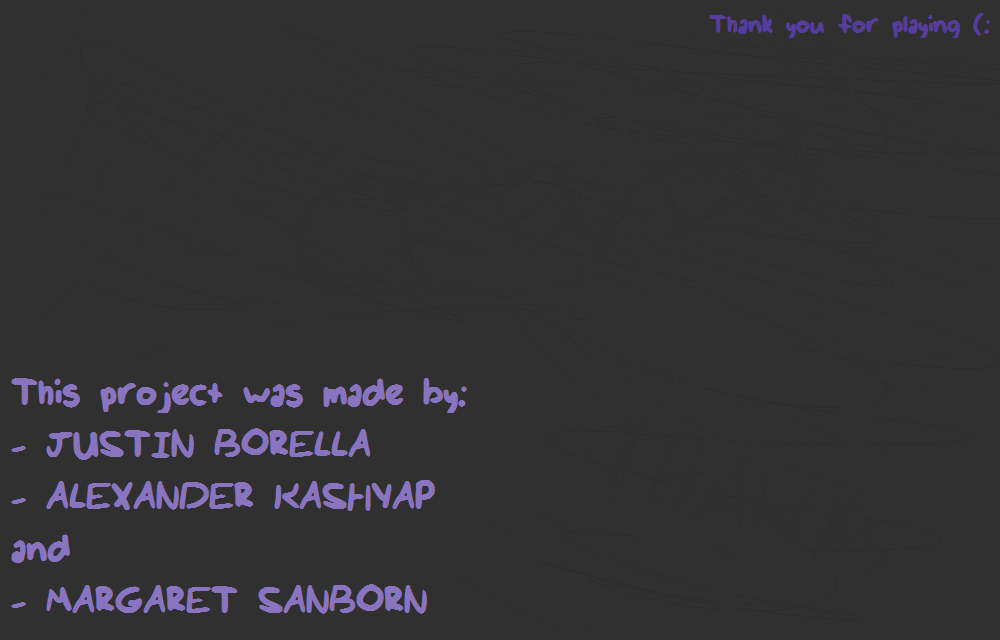 Thank you for playing (:
This project was made by:
- JUSTIN BORELLA
- ALEXANDER KASHYAP
and
- MARGARET SANBORN